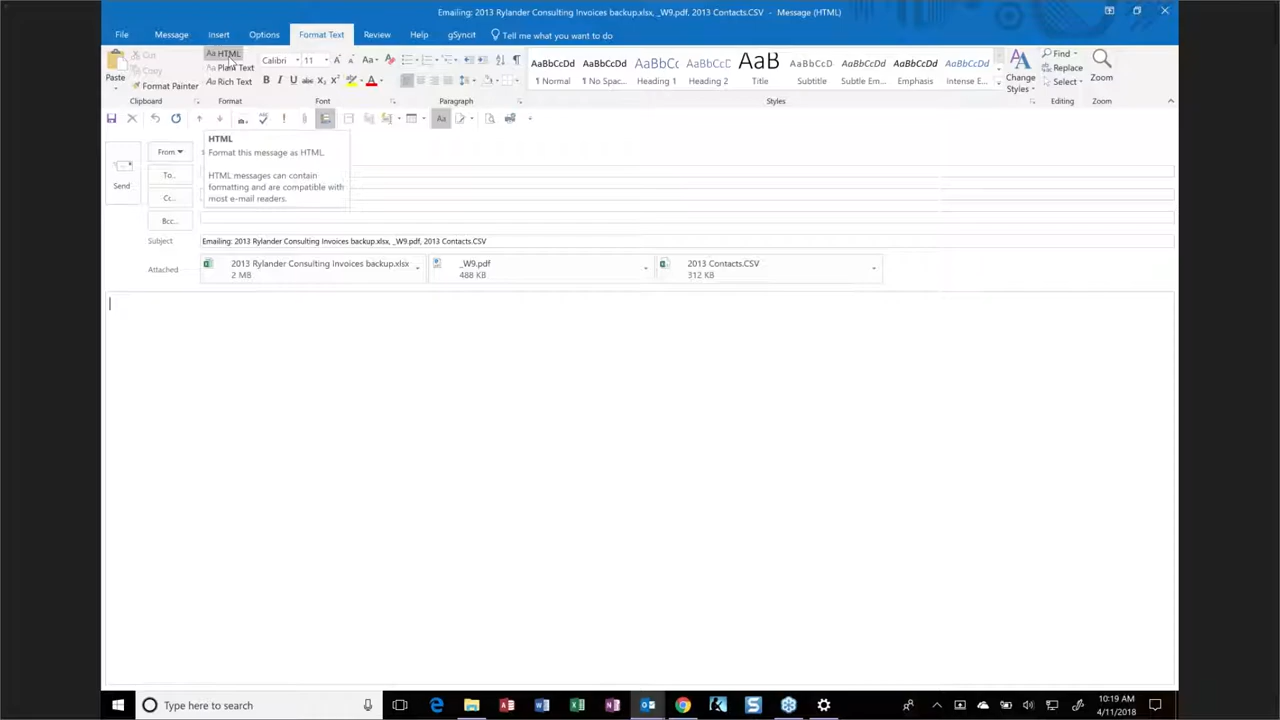 Emailing: 2013 Rylander Consulting Invoices backup.xlsx, _W9.pdf, 2013 Contacts.CSV - Message (HTML)
File Message Insert Options Format Text Review Help gSyncit Tell me what you want to do
Paste
Cut
Copy
Format Painter
Clipboard
Aa HTML
Aa Plain Text
Aa Rich Text
Format
Calibri 11
Font
Paragraph
AaBbCcDd AaBbCcDd AaBbC( AaBbCcE AaB AaBbCcD AaBbCcDd AaBbCcDd AaBbCcDd
1 Normal 1 No Spac... Heading 1 Heading 2 Title Subtitle Subtle Em... Emphasis Intense E...
Styles
Change Styles
Find
Replace
Select
Editing
Zoom
Zoom
HTML
Format this message as HTML.
HTML messages can contain
formatting and are compatible with
most e-mail readers.
Send
From
To...
Cc...
Bcc...
Subject Emailing: 2013 Rylander Consulting Invoices backup.xlsx, _W9.pdf, 2013 Contacts.CSV
Attached
2013 Rylander Consulting Invoices backup.xlsx
2 MB
_W9.pdf
488 KB
2013 Contacts.CSV
312 KB
Type here to search
10:19 AM
4/11/2018